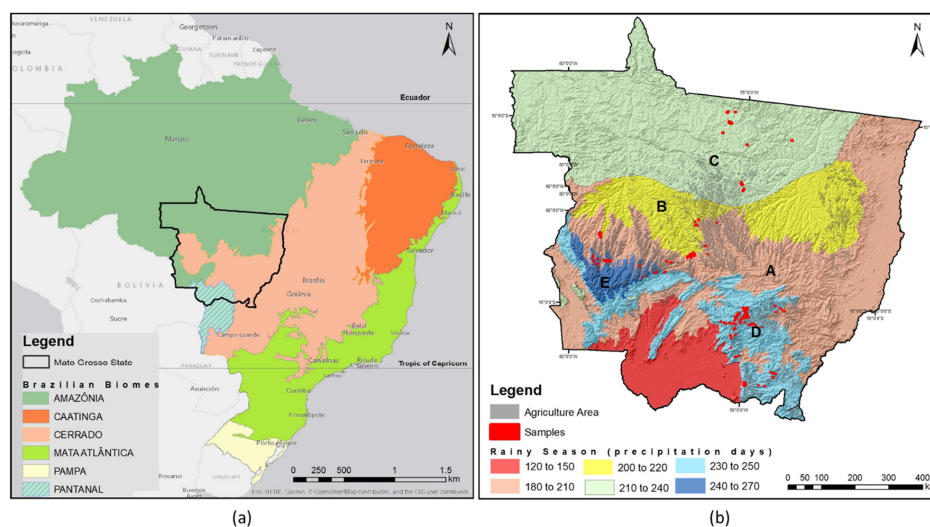 VENEZUELA
Georgetown
Paramaribo
GUYANA
Cayenne
SURINAME
FRENCH GUIANA
N
Ecuador
Manaus
Belém
São Luís
Fortaleza
Teresina
Natal
Recife
Maceió
Salvador
BOLIVIA
Brasília
Goiânia
Cochabamba
Sucre
Campo Grande
Belo
Horizonte
Vitória
Campinas
Rio de
Janeiro
Santos
Tropic of Capricorn
PARAGUAY
Asunción
Curitiba
Florianópolis
Porto Alegre
Rosario
URUGUAY
Buenos
Aires
Legend
Mato Grosso State
Brazilian Biomes
AMAZÔNIA
CAATINGA
CERRADO
MATA ATLÂNTICA
PAMPA
PANTANAL
0 250 500 1 1.5
km
Esri, HERE, Garmin, © OpenStreetMap contributors, and the GIS user community
(a)
N
C
B
A
E
D
Legend
Agriculture Area
Samples
Rainy Season (precipitation days)
120 to 150
200 to 220
230 to 250
180 to 210
210 to 240
240 to 270
0 50 100 200 300 400
(b)